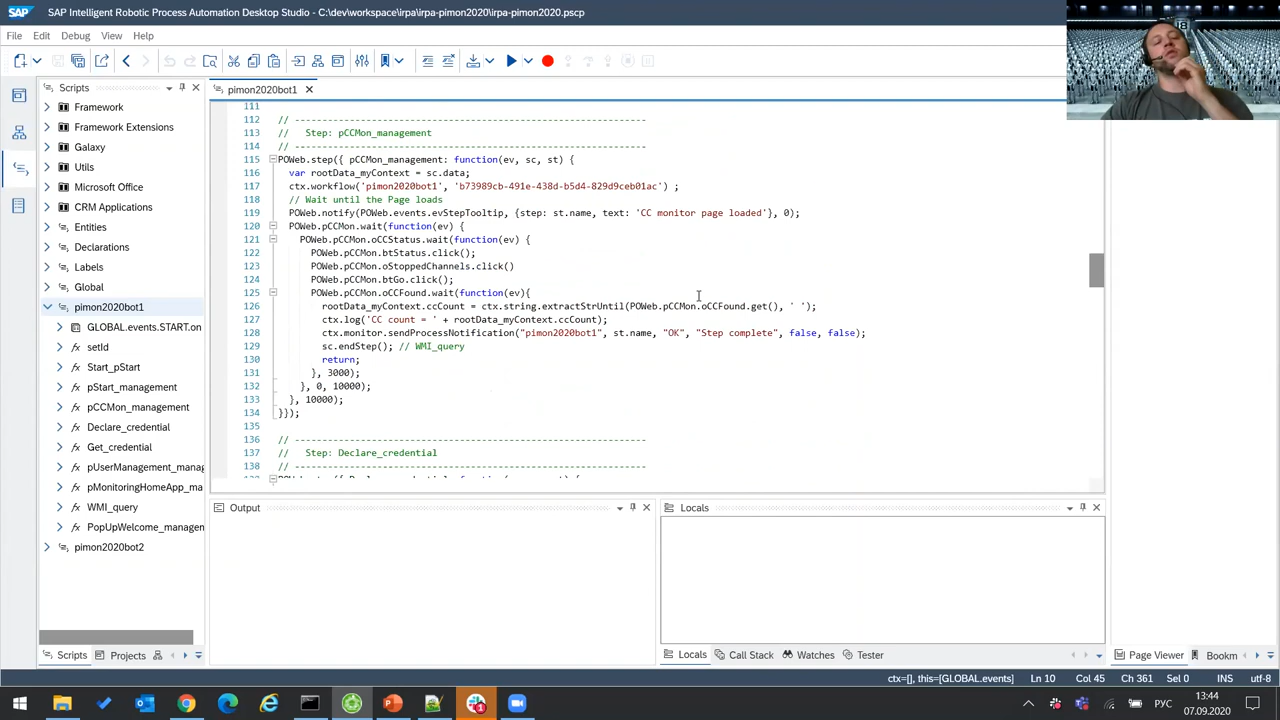 SAP SAP Intelligent Robotic Process Automation Desktop Studio - C:\dev\workspace\irpa\irpa-pimon2020\irpa-pimon2020.pscp
File Edit Debug View Help
Scripts
Framework
Framework Extensions
Galaxy
Utils
Microsoft Office
CRM Applications
Entities
Declarations
Labels
Global
pimon2020bot1
GLOBAL.events.START.on
setId
Start_pStart
pStart_management
pCCMon_management
Declare_credential
Get_credential
pUserManagement_manag
pMonitoringHomeApp_ma
WMI_query
PopUpWelcome_managen
pimon2020bot2
Scripts Projects
pimon2020bot1
111
112 // ----------------------------------------------------------------
113 //   Step: pCCMon_management
114 // ----------------------------------------------------------------
115 POWeb.step({ pCCMon_management: function(ev, sc, st) {
116 var rootData_myContext = sc.data;
117 ctx.workflow('pimon2020bot1', 'b73989cb-491e-438d-b5d4-829d9ceb01ac') ;
118 // Wait until the Page loads
119 POWeb.notify(POWeb.events.evStepTooltip, {step: st.name, text: 'CC monitor page loaded'}, 0);
120 POWeb.pCCMon.wait(function(ev) {
121 POWeb.pCCMon.oCCStatus.wait(function(ev) {
122 POWeb.pCCMon.btStatus.click();
123 POWeb.pCCMon.oStoppedChannels.click()
124 POWeb.pCCMon.btGo.click();
125 POWeb.pCCMon.oCCFound.wait(function(ev){
126 rootData_myContext.ccCount = ctx.string.extractStrUntil(POWeb.pCCMon.oCCFound.get(), ' ');
127 ctx.log('CC count = ' + rootData_myContext.ccCount);
128 ctx.monitor.sendProcessNotification("pimon2020bot1", st.name, "OK", "Step complete", false, false);
129 sc.endStep(); // WMI_query
130 return;
131 }, 3000);
132 }, 0, 10000);
133 }, 10000);
134 }});
135
136 // ----------------------------------------------------------------
137 //   Step: Declare_credential
138 // ----------------------------------------------------------------
Output
Locals
Locals Call Stack Watches Tester
Page Viewer Bookm
ctx=[], this=[GLOBAL.events] Ln 10 Col 45 Ch 361 Sel 0 INS utf-8
РУС
13:44
07.09.2020